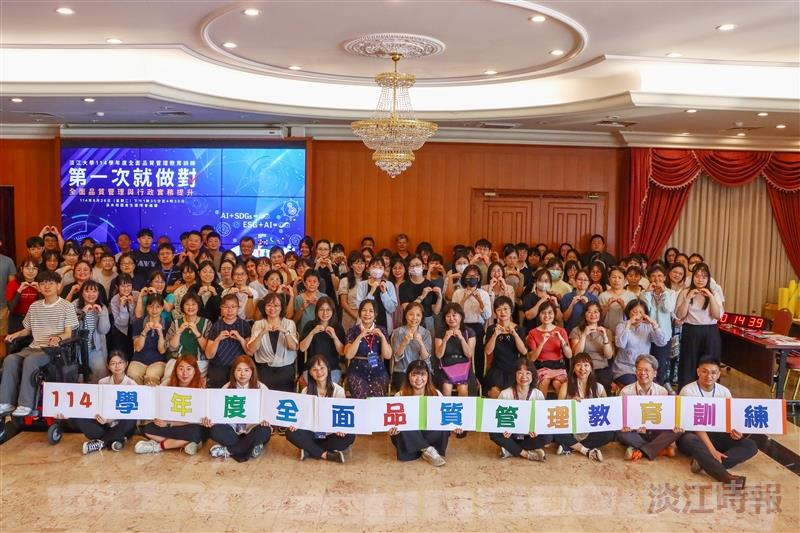 淡江大學114學年度全面品質管理教育訓練
第一次就做對
全面品質管理與行政實務提升
AI+SDGs=
ESG+AI=
14:39
114 學年度全面品質管理教育訓練
淡江時報